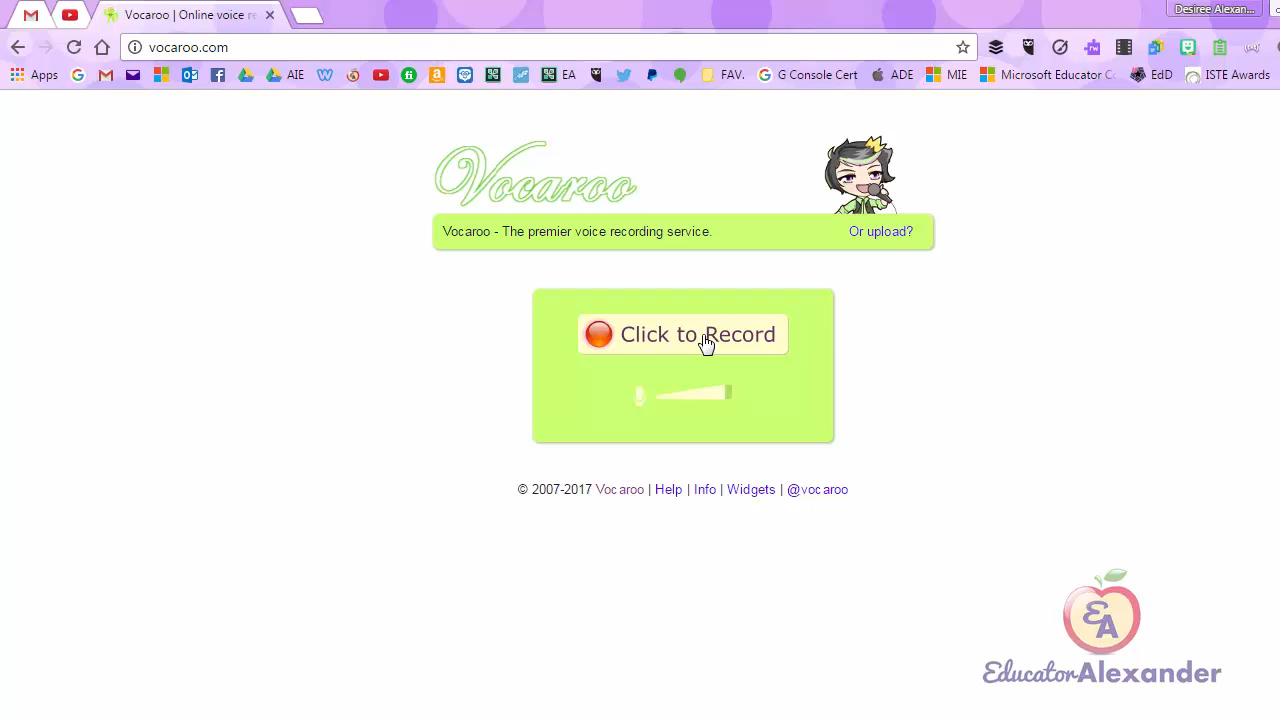 Vocaroo | Online voice re
Desiree Alexan...
vocaroo.com
Apps
AIE
EA
FAV.
G Console Cert
ADE
MIE
Microsoft Educator Co
EdD
ISTE Awards
Vocaroo
Vocaroo - The premier voice recording service.
Or upload?
Click to Record
© 2007-2017 Vocaroo | Help | Info | Widgets | @vocaroo
EA
EducatorAlexander